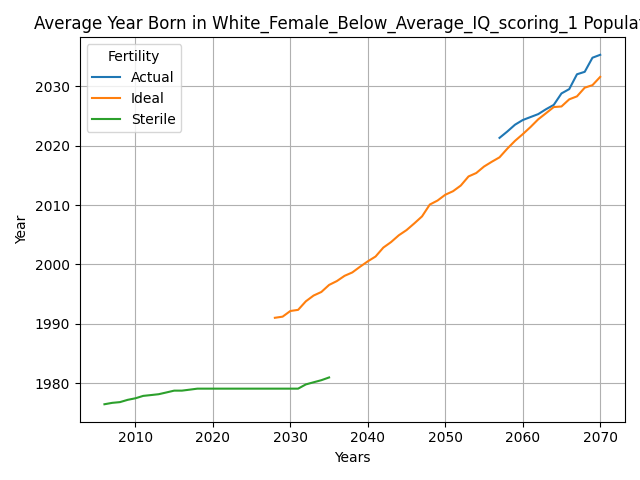 Average Year Born in White_Female_Below_Average_IQ_scoring_1 Populat
Fertility
Actual
Ideal
Sterile
2030
2020
2010
2000
1990
1980
Year
2010 2020 2030 2040 2050 2060 2070
Years